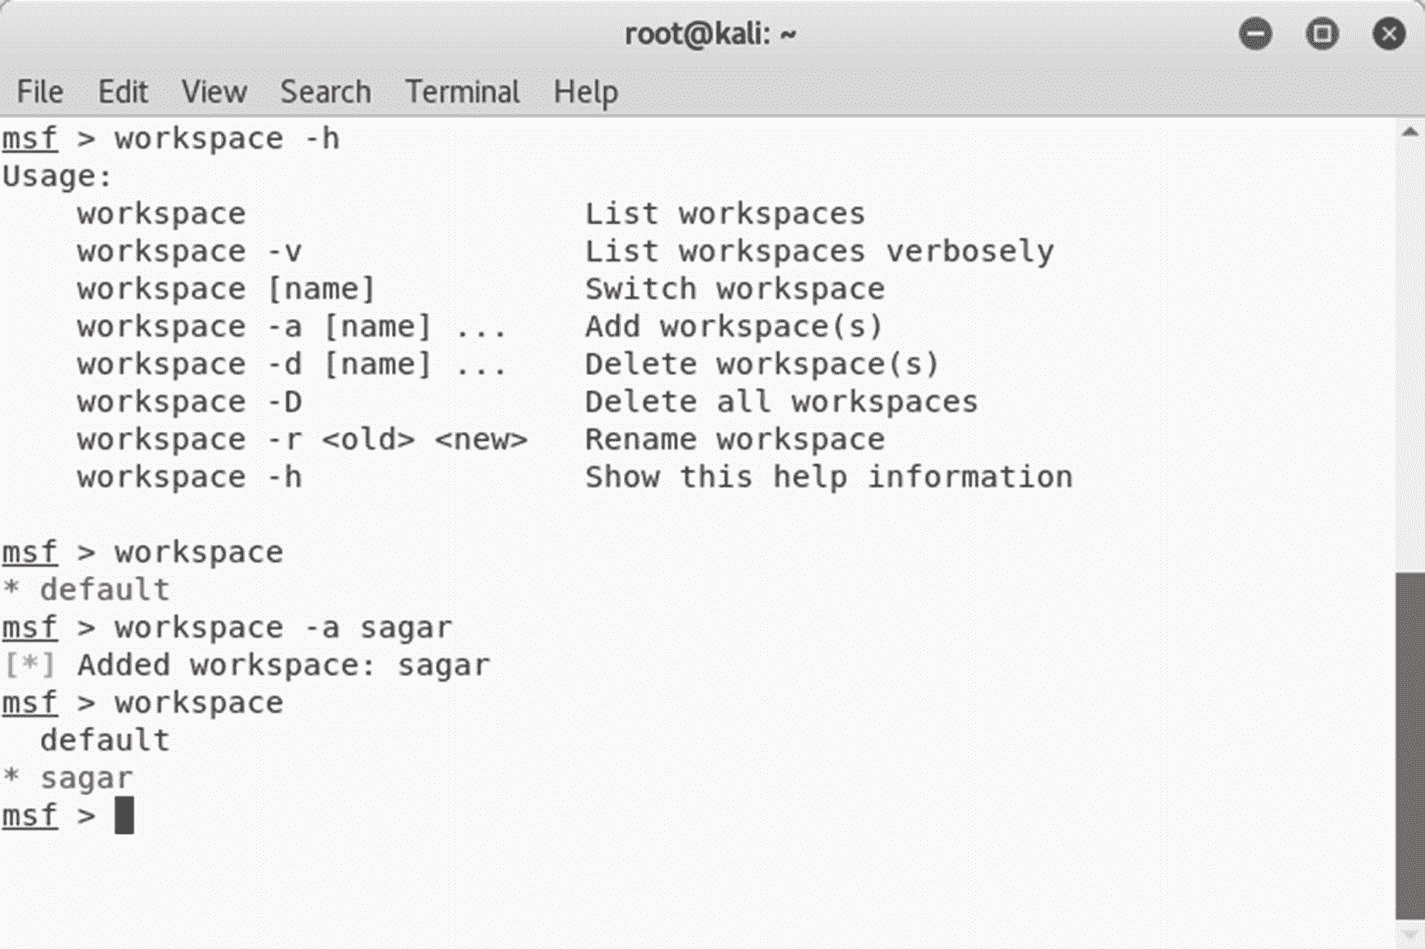 root@kali: ~
File Edit View Search Terminal Help
msf > workspace -h
Usage:
    workspace                  List workspaces
    workspace -v               List workspaces verbosely
    workspace [name]           Switch workspace
    workspace -a [name] ...    Add workspace(s)
    workspace -d [name] ...    Delete workspace(s)
    workspace -D               Delete all workspaces
    workspace -r <old> <new>   Rename workspace
    workspace -h               Show this help information

msf > workspace
* default
msf > workspace -a sagar
[*] Added workspace: sagar
msf > workspace
  default
* sagar
msf >